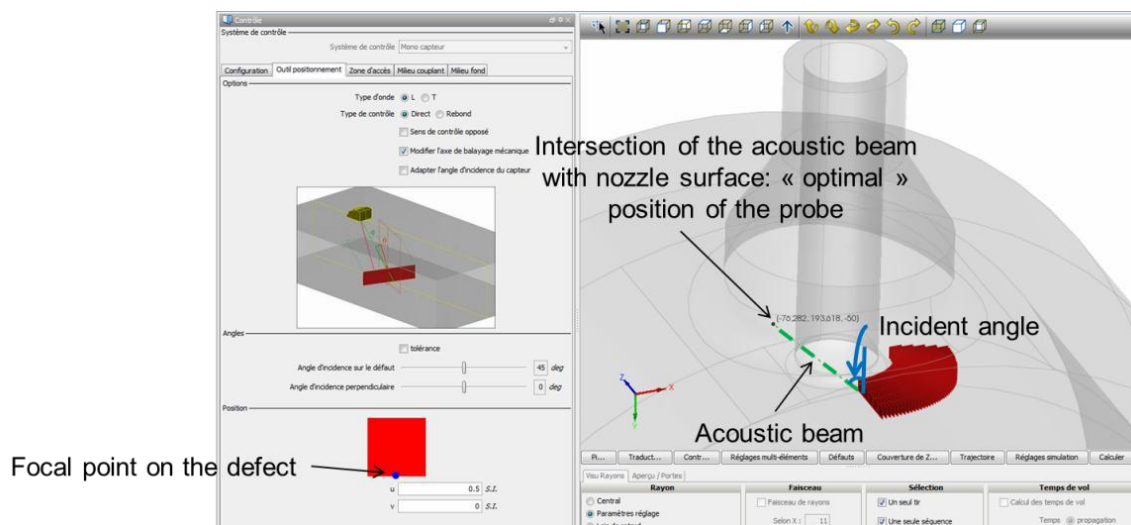 Contrôle
Système de contrôle
Système de contrôle Mono capteur
Configuration Outil positionnement Zone d'accès Milieu couplant Milieu fond
Options
Type d'onde L T
Type de contrôle Direct Rebond
Sens de contrôle opposé
Modifier l'axe de balayage mécanique
Adapter l'angle d'incidence du capteur
Angles
tolérance
Angle d'incidence sur le défaut 45 deg
Angle d'incidence perpendiculaire 0 deg
Position
Focal point on the defect
u 0.5 S.I.
v 0 S.I.
Intersection of the acoustic beam
with nozzle surface: « optimal »
position of the probe
(-76,282, 193,618, -50)
Incident angle
Z X
Y
Acoustic beam
Pi... Traduct... Contr... Réglages multi-éléments Défauts Couverture de Z... Trajectoire Réglages simulation Calculer
Visu Rayons Aperçu / Portes
Rayon Faisceau Sélection Temps de vol
Central Faisceau de rayons Un seul tir Calcul des temps de vol
Paramètres réglage Selon X : 11 Une seule séquence Temps propagation